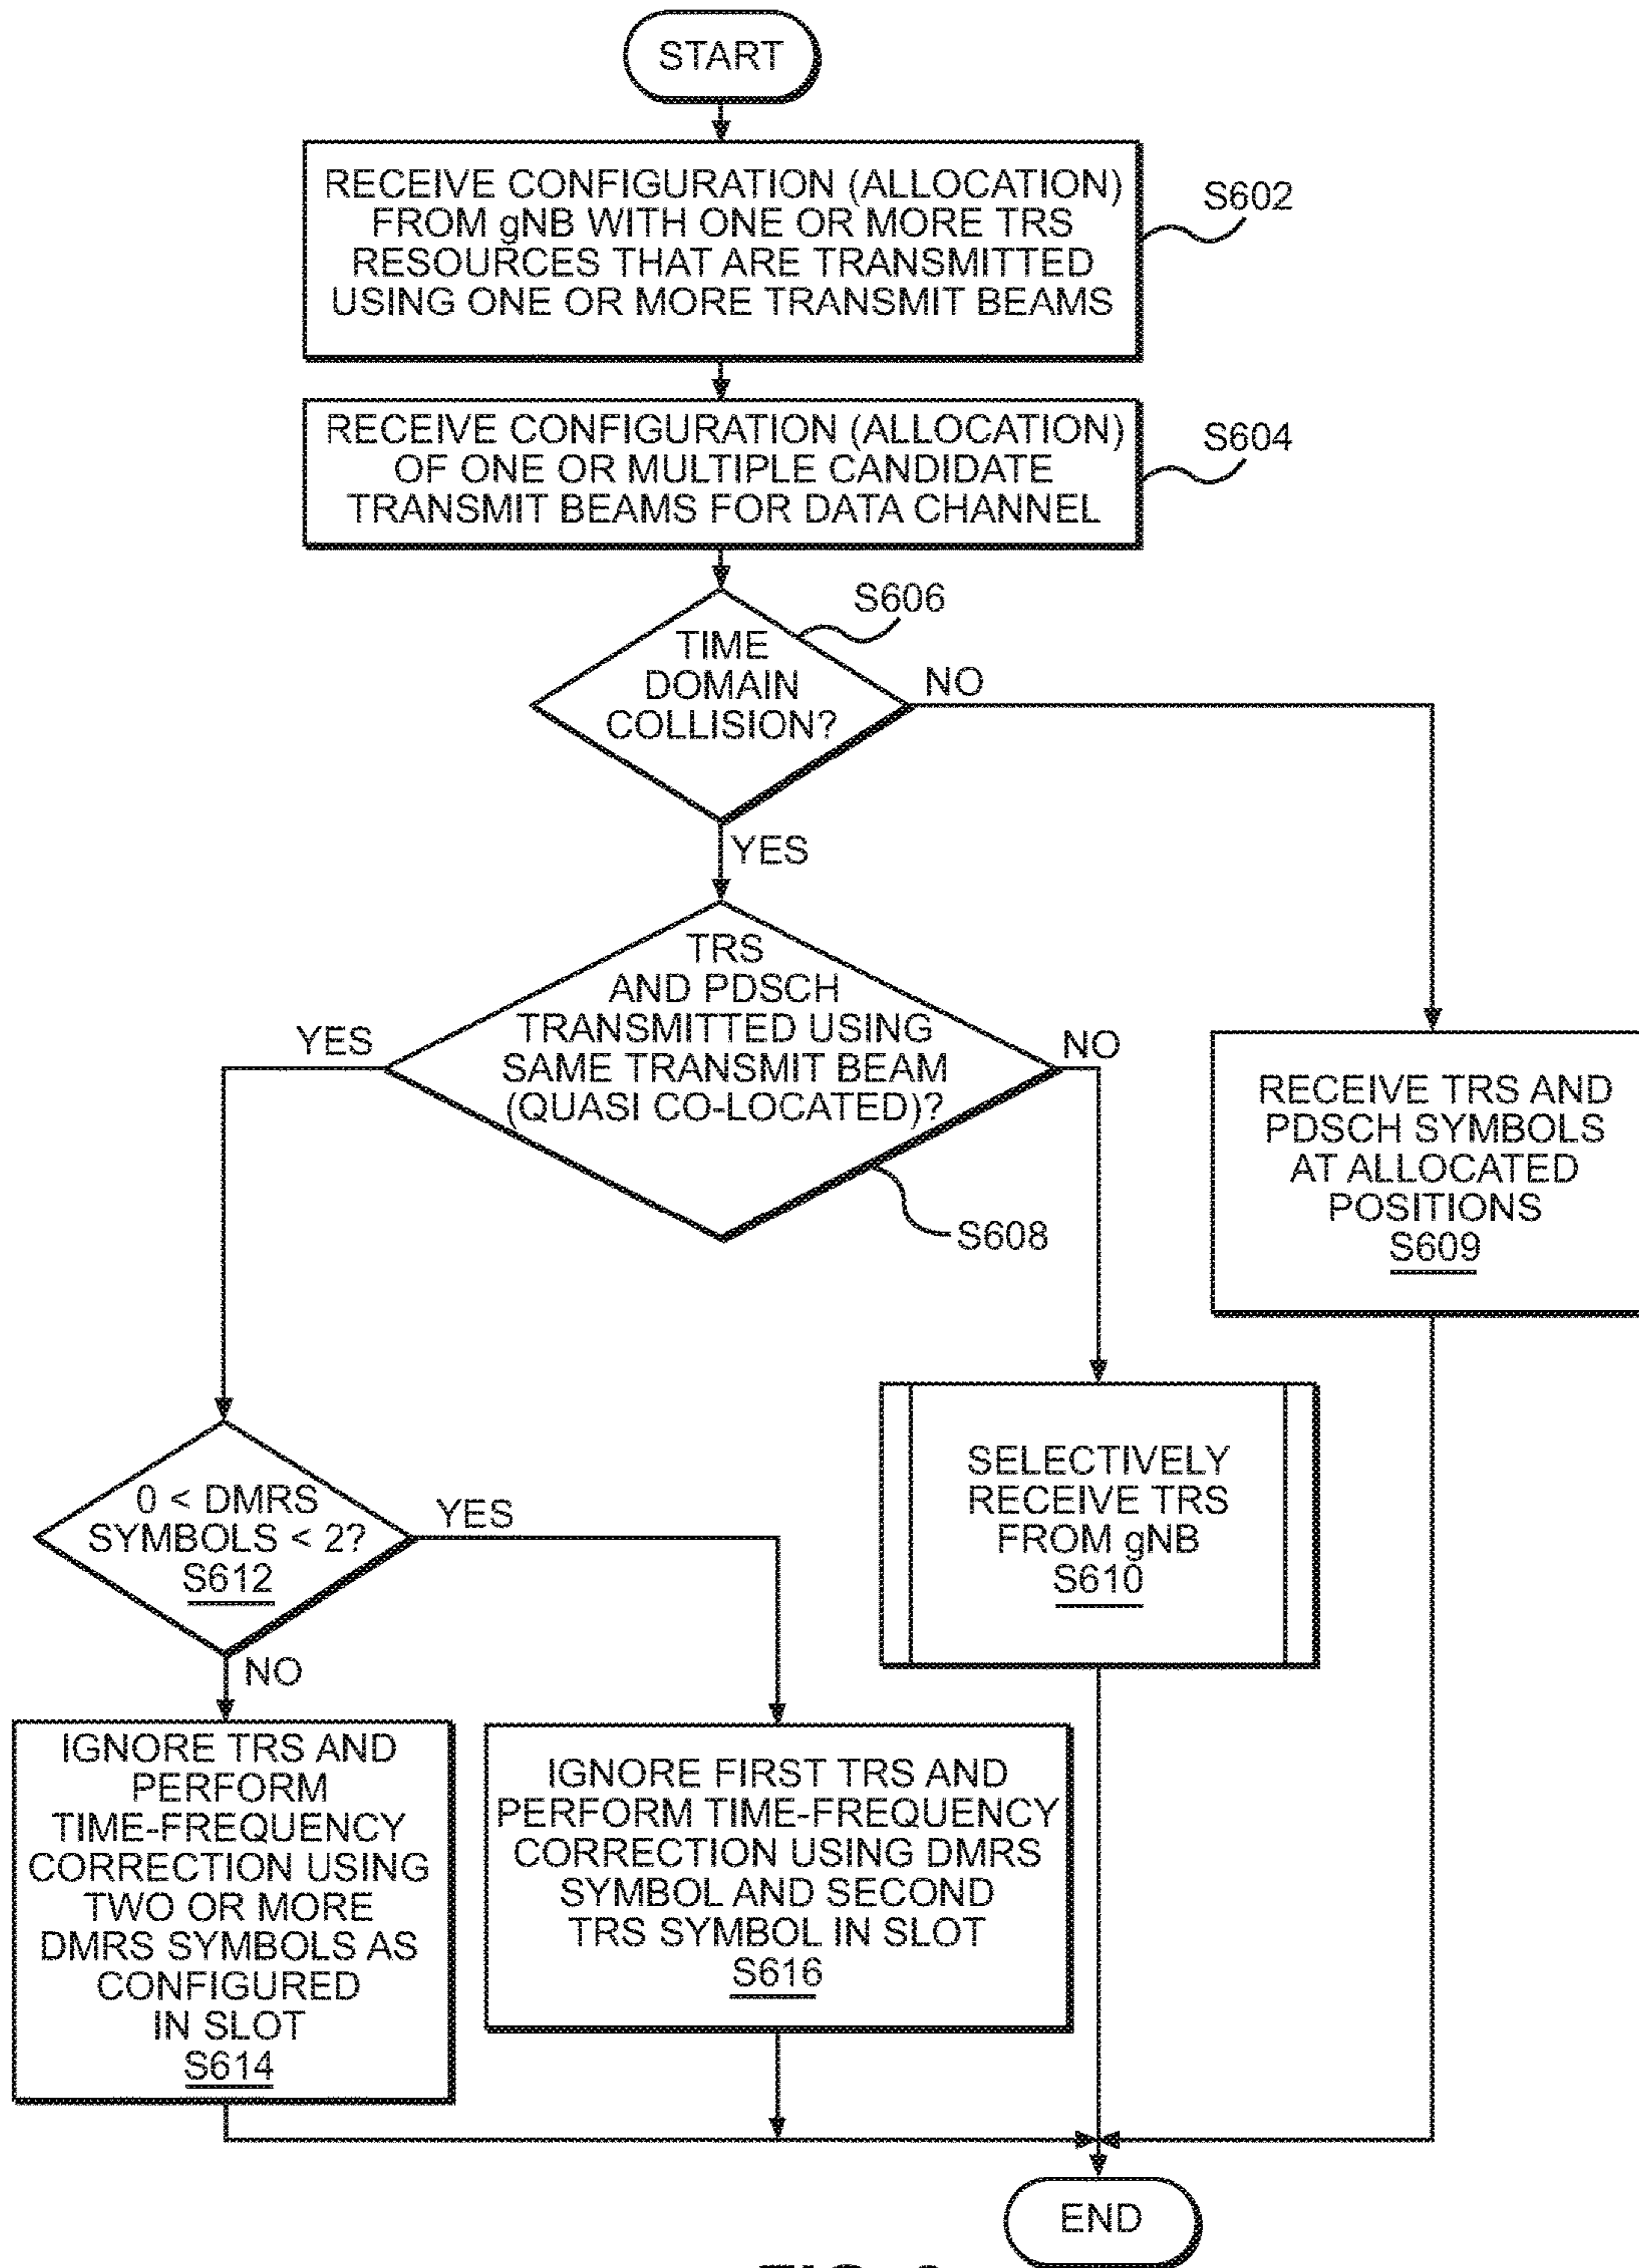 START
RECEIVE CONFIGURATION (ALLOCATION)
FROM gNB WITH ONE OR MORE TRS
RESOURCES THAT ARE TRANSMITTED
USING ONE OR MORE TRANSMIT BEAMS
S602
RECEIVE CONFIGURATION (ALLOCATION)
OF ONE OR MULTIPLE CANDIDATE
TRANSMIT BEAMS FOR DATA CHANNEL
S604
S606
TIME
DOMAIN
COLLISION?
NO
YES
TRS
AND PDSCH
TRANSMITTED USING
SAME TRANSMIT BEAM
(QUASI CO-LOCATED)?
YES
NO
S608
RECEIVE TRS AND
PDSCH SYMBOLS
AT ALLOCATED
POSITIONS
S609
SELECTIVELY
RECEIVE TRS
FROM gNB
S610
0 < DMRS
SYMBOLS < 2?
S612
YES
NO
IGNORE TRS AND
PERFORM
TIME-FREQUENCY
CORRECTION USING
TWO OR MORE
DMRS SYMBOLS AS
CONFIGURED
IN SLOT
S614
IGNORE FIRST TRS AND
PERFORM TIME-FREQUENCY
CORRECTION USING DMRS
SYMBOL AND SECOND
TRS SYMBOL IN SLOT
S616
END